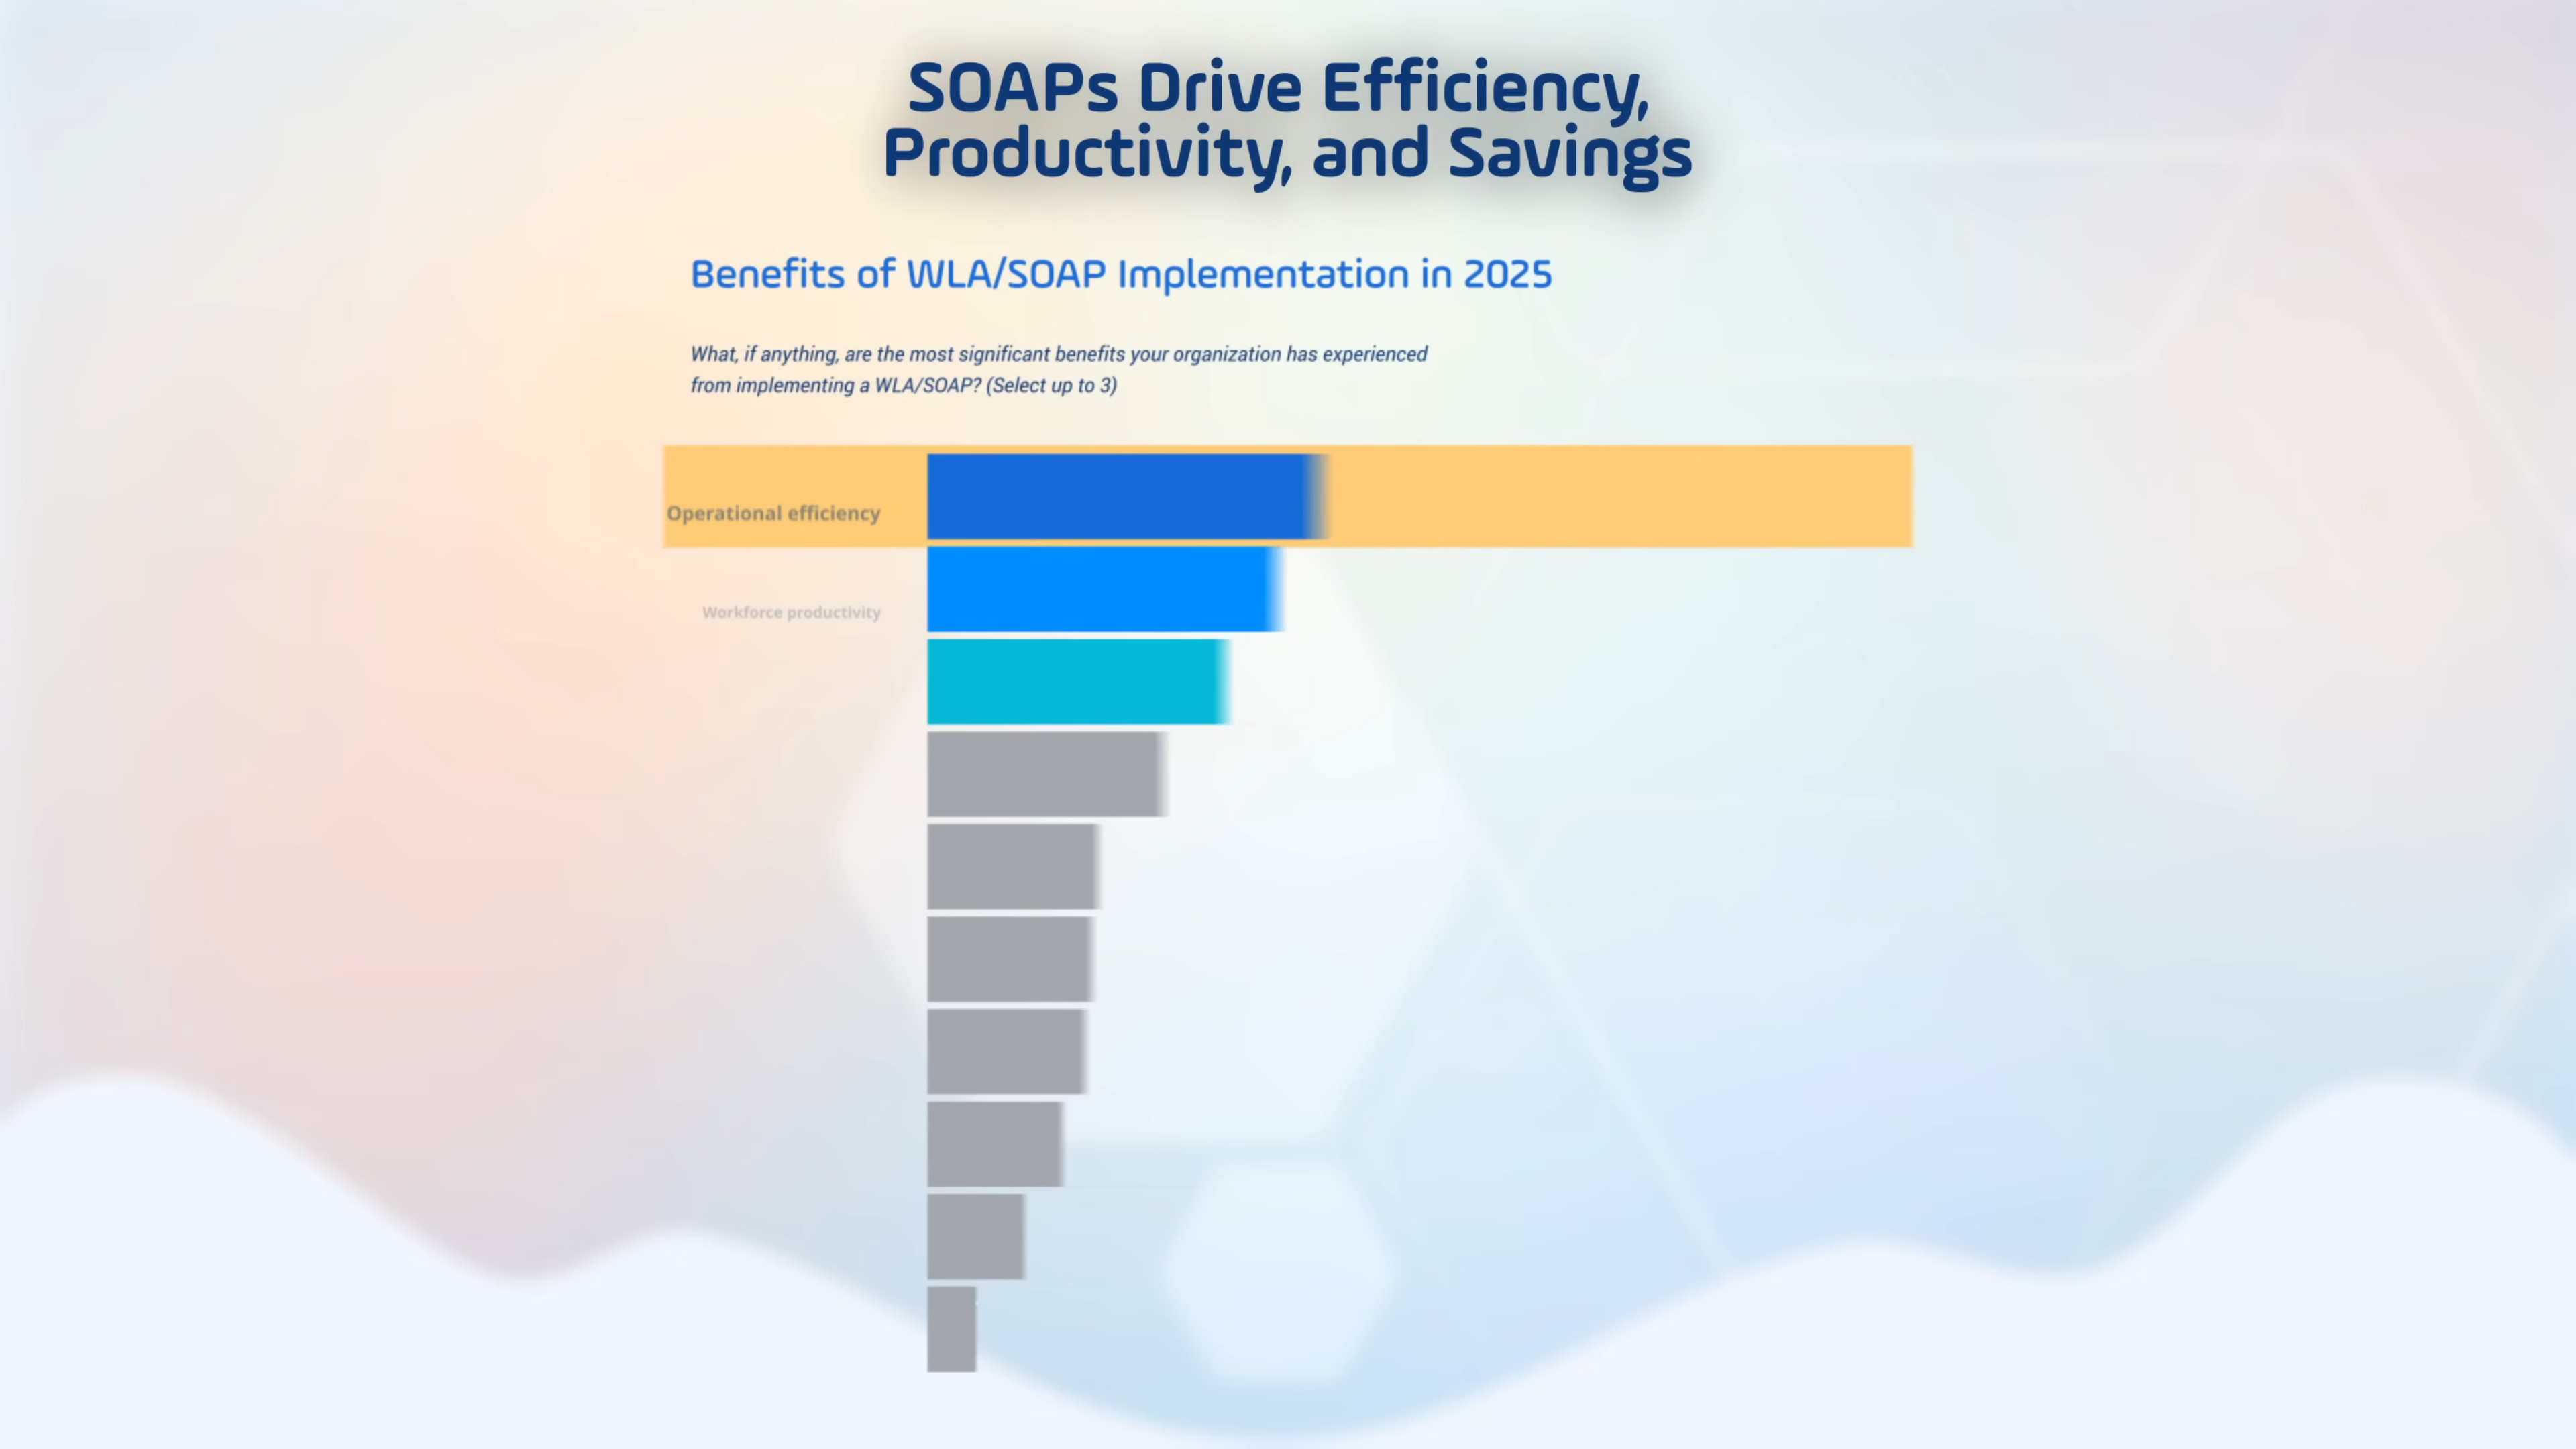 SOAPs Drive Efficiency,
Productivity, and Savings
Benefits of WLA/SOAP Implementation in 2025
What, if anything, are the most significant benefits your organization has experienced
from implementing a WLA/SOAP? (Select up to 3)
Operational efficiency
Workforce productivity